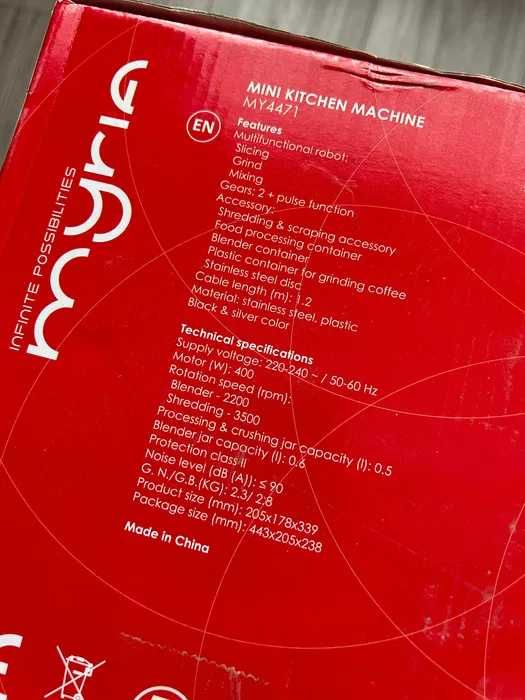 myria
INFINITE POSSIBILITIES
EN
MINI KITCHEN MACHINE
MY4471
Features
Multifunctional robot:
Slicing
Grind
Mixing
Gears: 2 + pulse function
Accessory:
Shredding & scraping accessory
Food processing container
Blender container
Plastic container for grinding coffee
Stainless steel disc
Cable length (m): 1.2
Material: stainless steel, plastic
Black & silver color
Technical specifications
Supply voltage: 220-240 ~ / 50-60 Hz
Motor (W): 400
Rotation speed (rpm):
Blender - 2200
Shredding - 3500
Processing & crushing jar capacity (l): 0.5
Blender jar capacity (l): 0.6
Protection class II
Noise level (dB (A)): ≤ 90
G. N./G.B.(KG): 2.3/ 2.8
Product size (mm): 205x178x339
Package size (mm): 443x205x238
Made in China